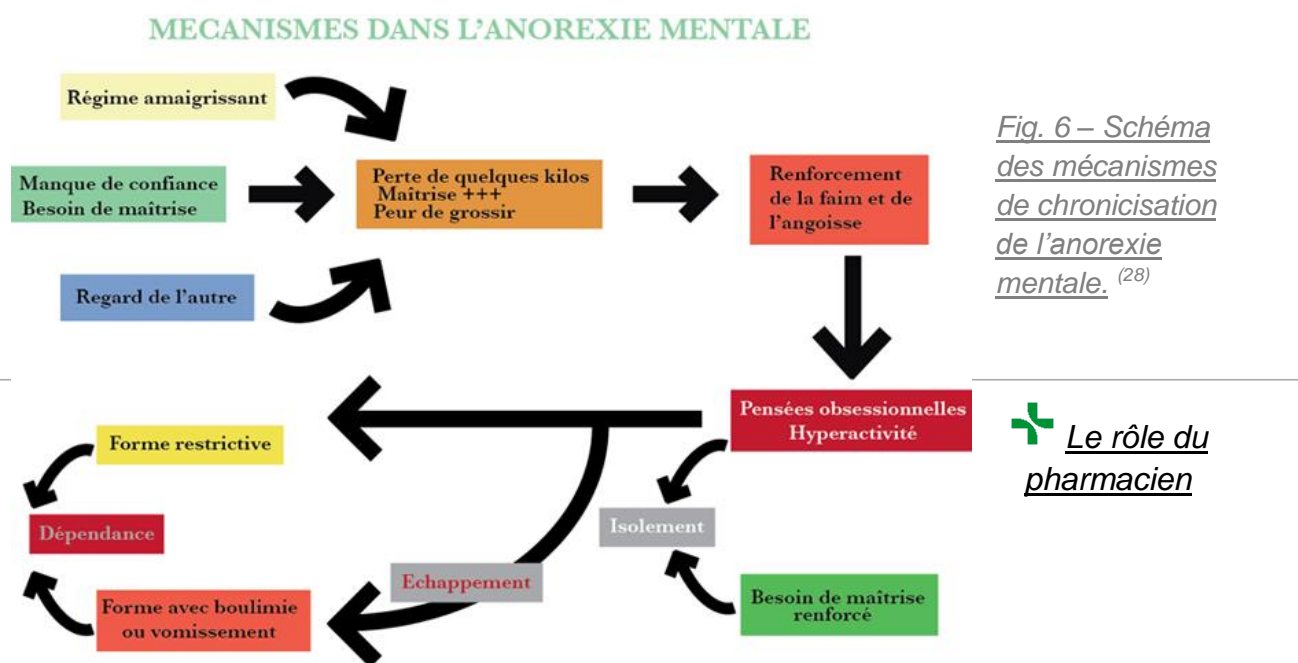 MECANISMES DANS L'ANOREXIE MENTALE
Régime amaigrissant
Manque de confiance
Besoin de maîtrise
Regard de l'autre
Perte de quelques kilos
Maîtrise +++
Peur de grossir
Renforcement
de la faim et de
l'angoisse
Fig. 6 – Schéma
des mécanismes
de chronicisation
de l'anorexie
mentale. (28)
Pensées obsessionnelles
Hyperactivité
Forme restrictive
Dépendance
Isolement
Echappement
Forme avec boulimie
ou vomissement
Besoin de maîtrise
renforcé
Le rôle du
pharmacien